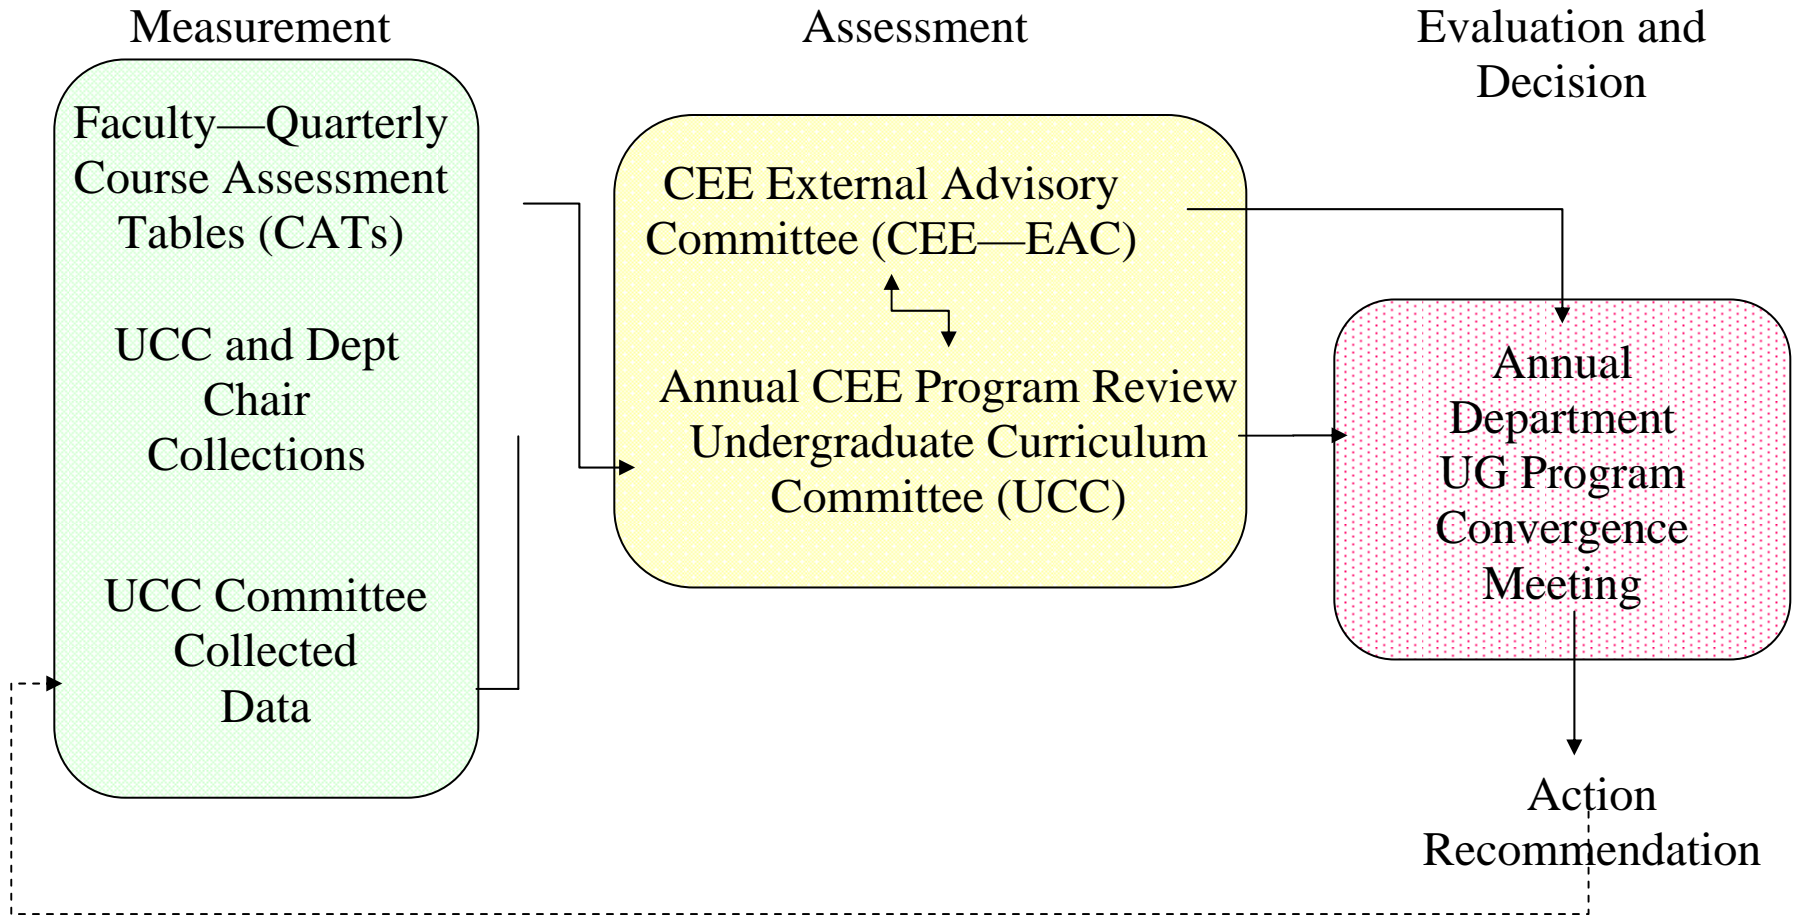 Measurement
Faculty—Quarterly
Course Assessment
Tables (CATs)
UCC and Dept
Chair
Collections
UCC Committee
Collected
Data
Assessment
CEE External Advisory
Committee (CEE—EAC)
Annual CEE Program Review
Undergraduate Curriculum
Committee (UCC)
Evaluation and
Decision
Annual
Department
UG Program
Convergence
Meeting
Action
Recommendation